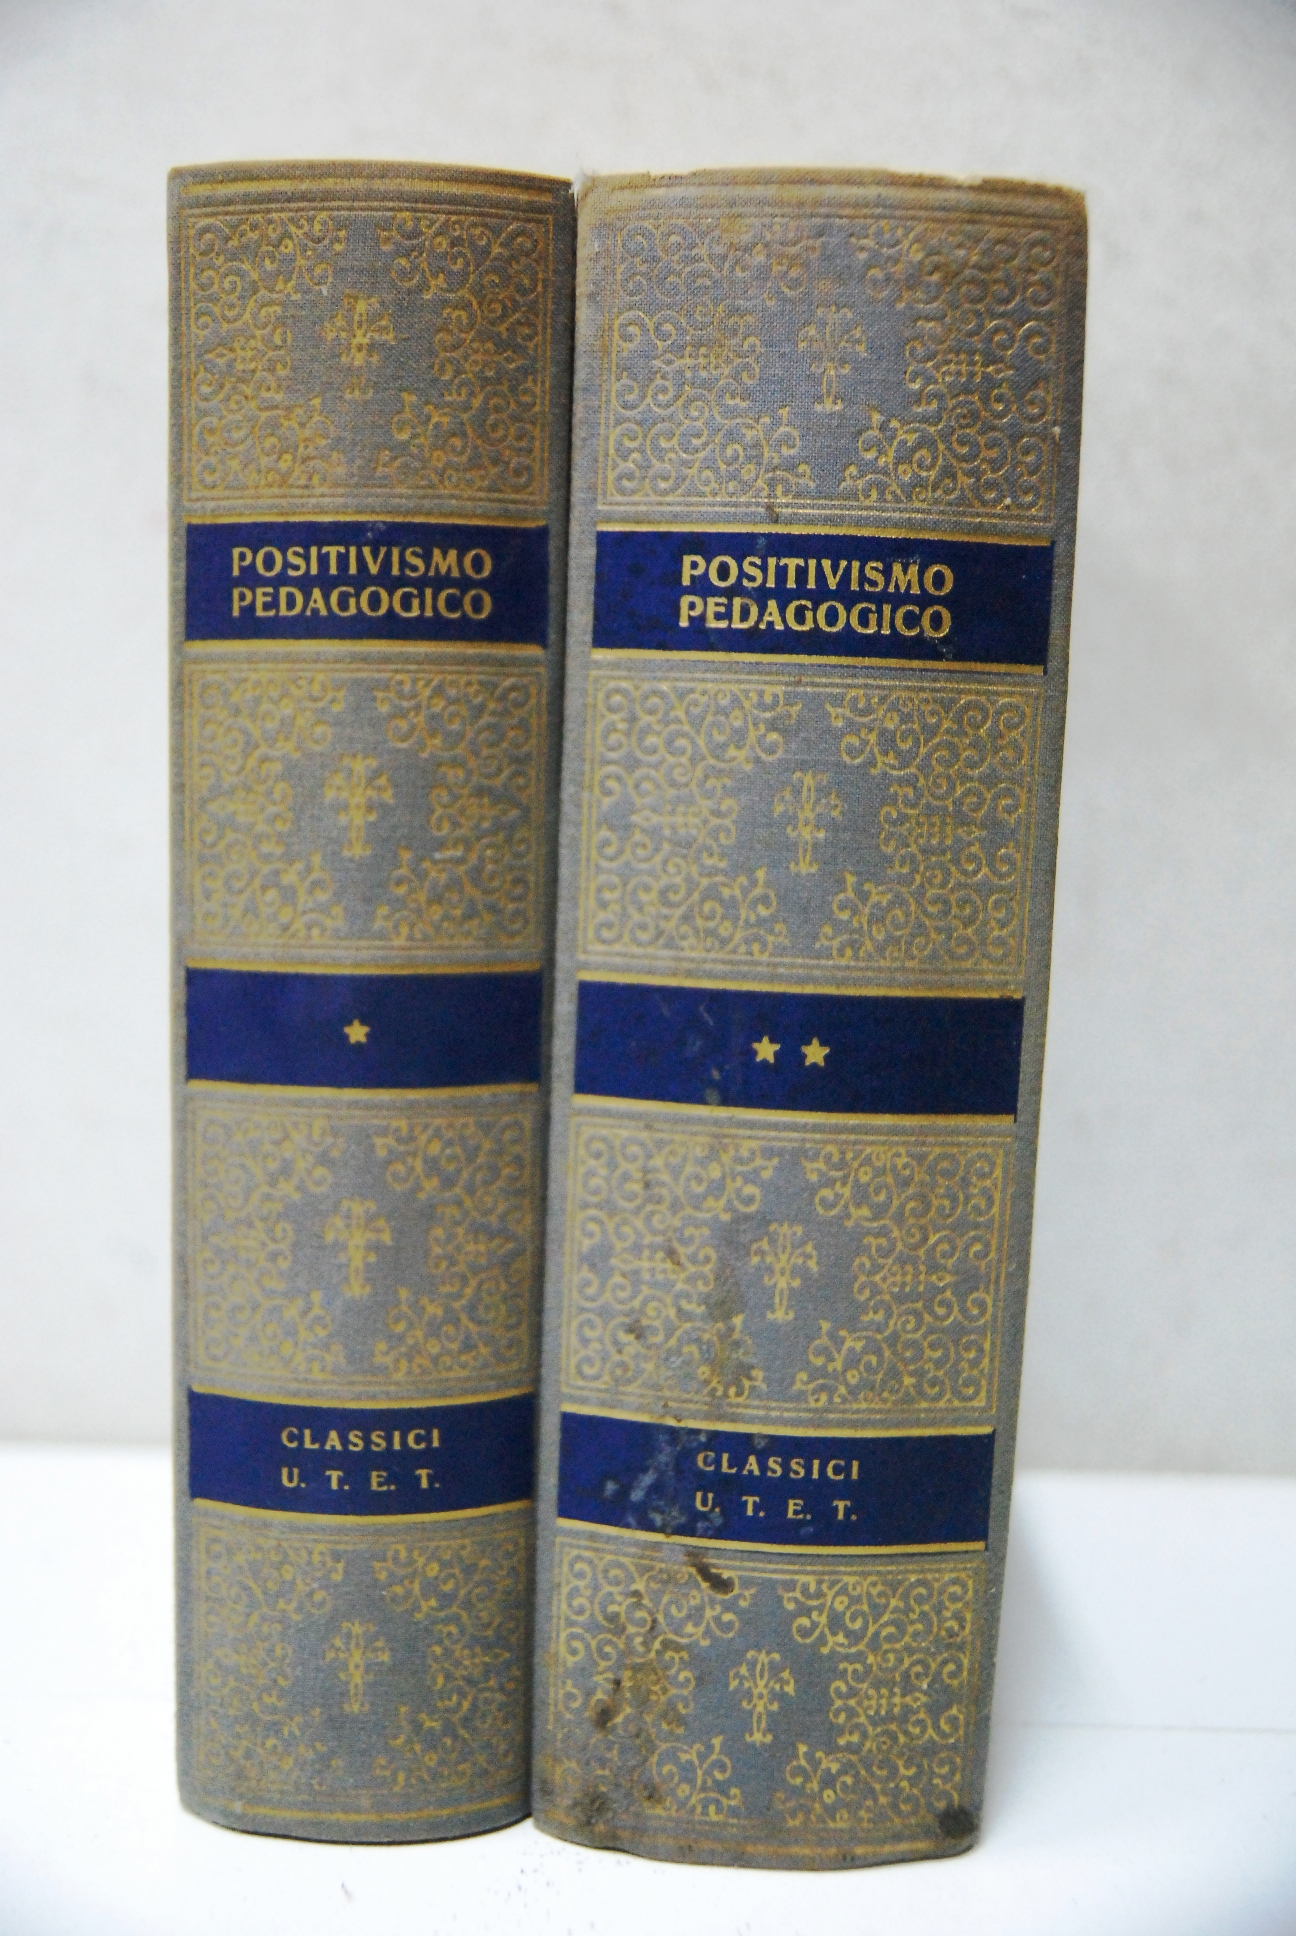 POSITIVISMO
PEDAGOGICO
CLASSICI
U. T. E. T.
POSITIVISMO
PEDAGOGICO
CLASSICI
U. T. E. T.